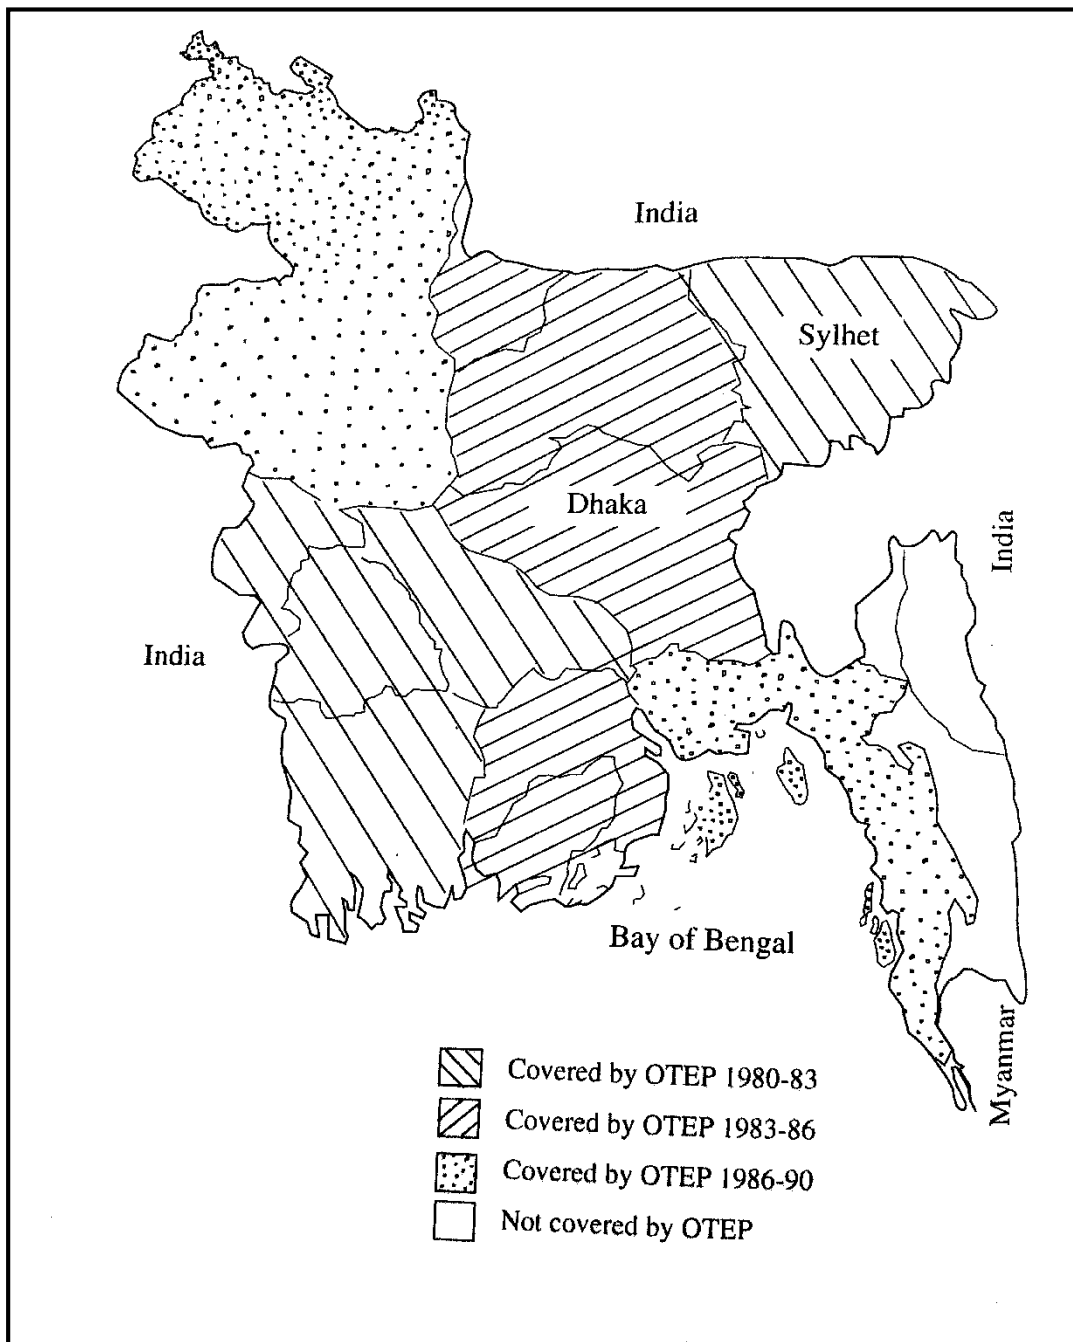 India
Sylhet
Dhaka
India
India
Bay of Bengal
Myanmar
Covered by OTEP 1980-83
Covered by OTEP 1983-86
Covered by OTEP 1986-90
Not covered by OTEP